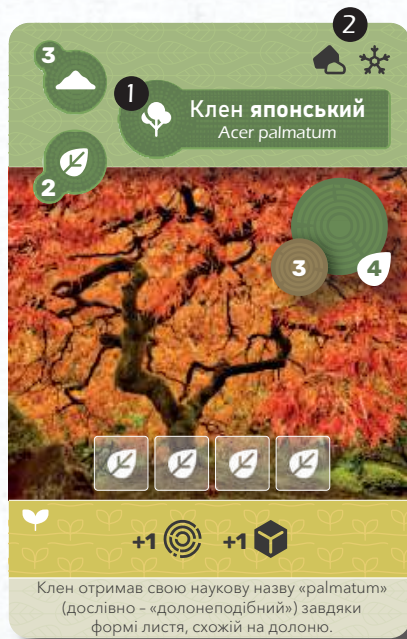 2
3
1
Клен японський
Acer palmatum
2
3
4
+1 +1
Клен отримав свою наукову назву «palmatum»
(дослівно – «долонеподібний») завдяки
формі листя, схожій на долоню.